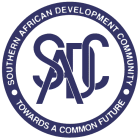 SOUTHERN AFRICAN DEVELOPMENT COMMUNITY
SADC
TOWARDS A COMMON FUTURE